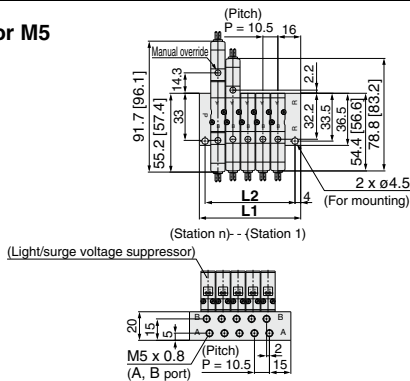 or M5
(Pitch)
P = 10.5
16
Manual override
14.3
2.2
91.7 [96.1]
55.2 [57.4]
33
32.2
33.5
36.5
54.4 [56.6]
78.8 [83.2]
P
R
R
2 x ø4.5
(For mounting)
L2
4
L1
(Station n)- - (Station 1)
(Light/surge voltage suppressor)
B
B
A
A
20
15
5
2
M5 x 0.8
(A, B port)
(Pitch)
P = 10.5
15